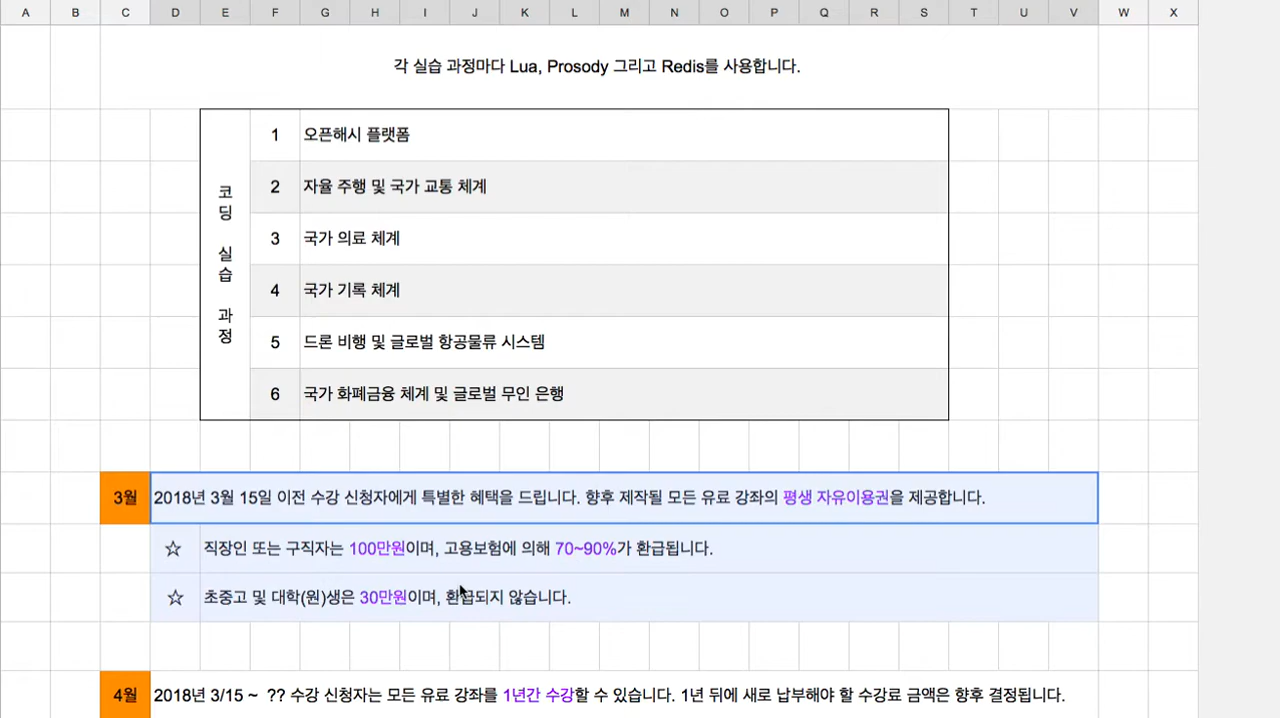 A B C D E F G H I J K L M N O P Q R S T U V W X
각 실습 과정마다 Lua, Prosody 그리고 Redis를 사용합니다.
코딩 실습 과정
1 오픈해시 플랫폼
2 자율 주행 및 국가 교통 체계
3 국가 의료 체계
4 국가 기록 체계
5 드론 비행 및 글로벌 항공물류 시스템
6 국가 화폐금융 체계 및 글로벌 무인 은행
3월 2018년 3월 15일 이전 수강 신청자에게 특별한 혜택을 드립니다. 향후 제작될 모든 유료 강좌의 평생 자유이용권을 제공합니다.
☆ 직장인 또는 구직자는 100만원이며, 고용보험에 의해 70~90%가 환급됩니다.
☆ 초중고 및 대학(원)생은 30만원이며, 환급되지 않습니다.
4월 2018년 3/15 ~ ?? 수강 신청자는 모든 유료 강좌를 1년간 수강할 수 있습니다. 1년 뒤에 새로 납부해야 할 수강료 금액은 향후 결정됩니다.